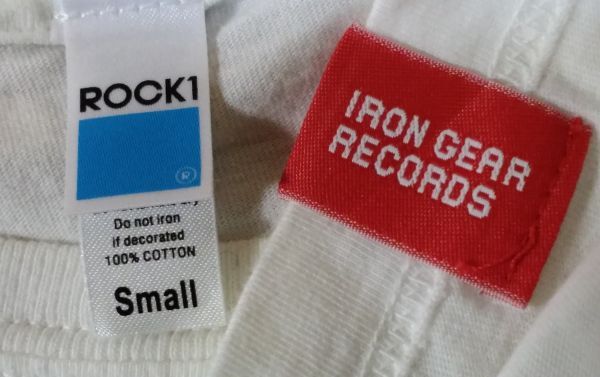 ROCK1
®
Do not iron
if decorated
100% COTTON
Small
IRON GEAR
RECORDS